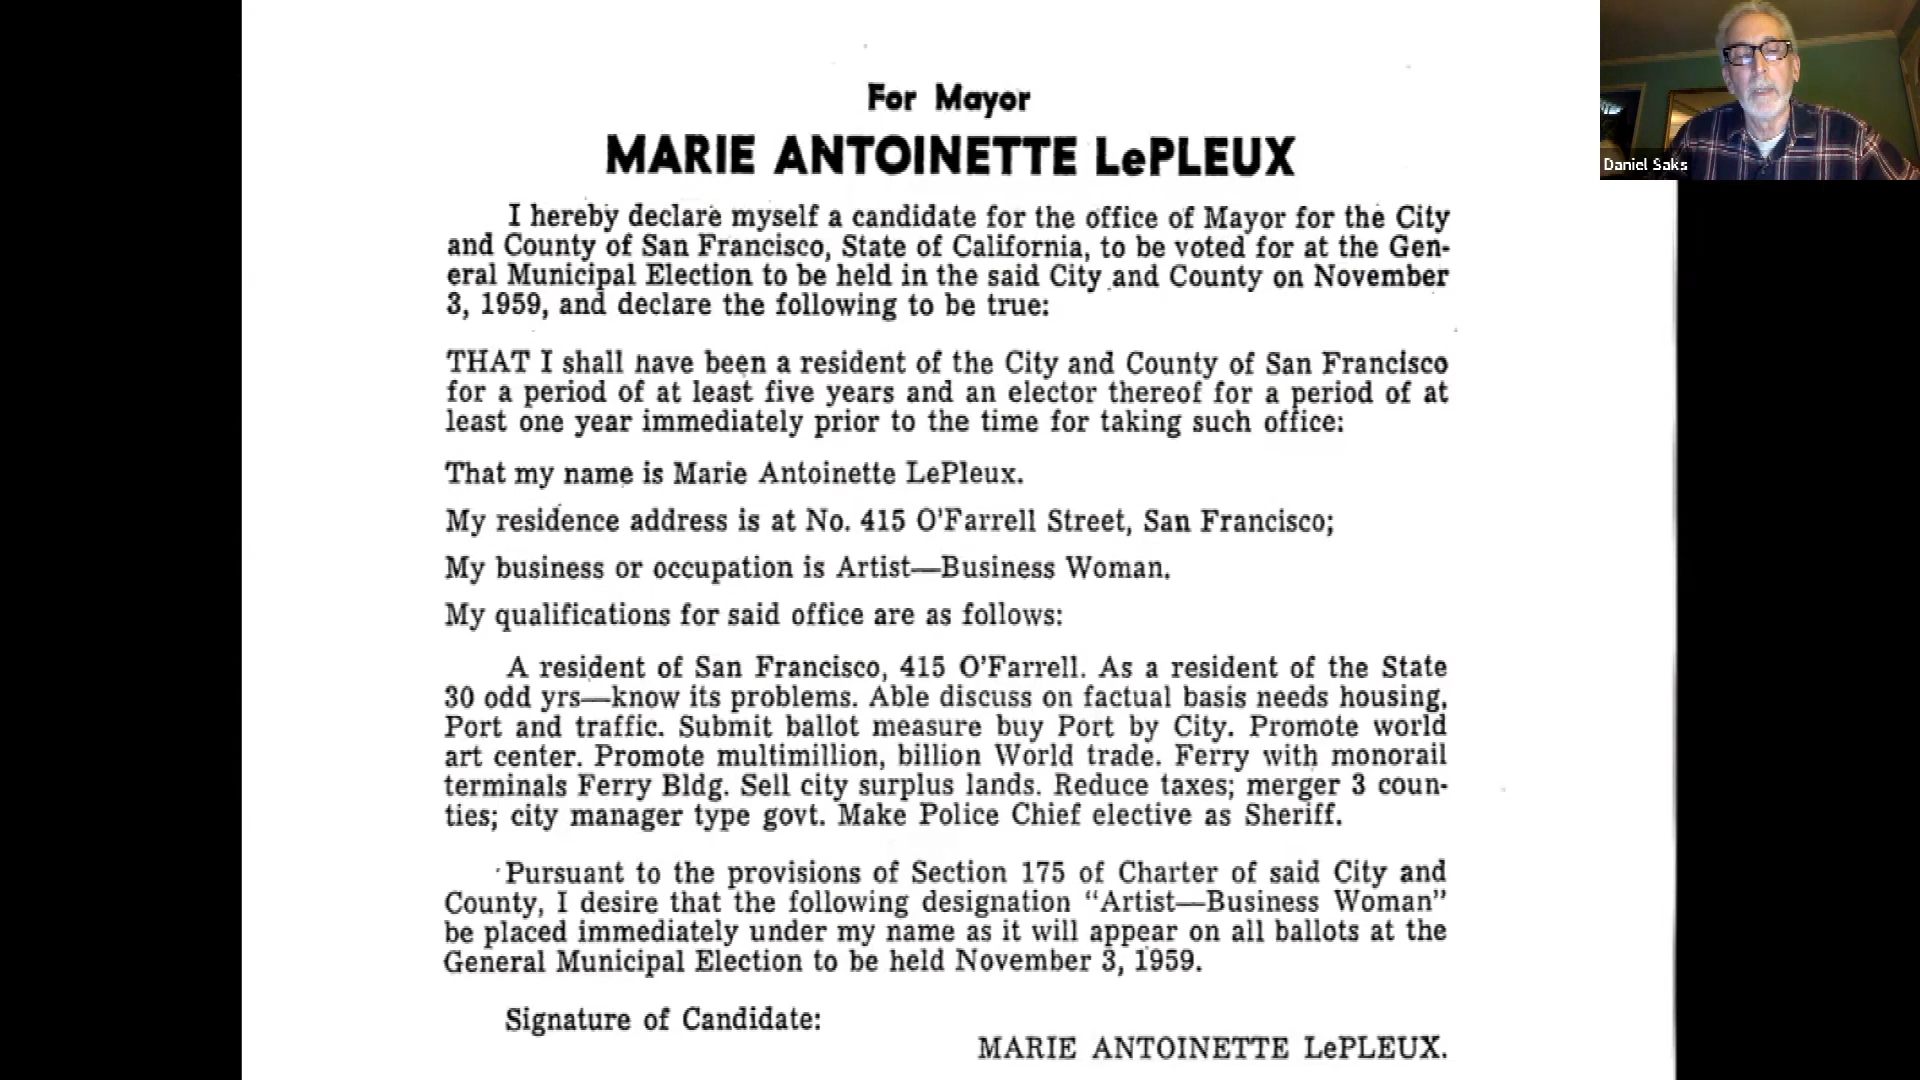 For Mayor
MARIE ANTOINETTE LePLEUX
I hereby declare myself a candidate for the office of Mayor for the City
and County of San Francisco, State of California, to be voted for at the Gen-
eral Municipal Election to be held in the said City and County on November
3, 1959, and declare the following to be true:
THAT I shall have been a resident of the City and County of San Francisco
for a period of at least five years and an elector thereof for a period of at
least one year immediately prior to the time for taking such office:
That my name is Marie Antoinette LePleux.
My residence address is at No. 415 O'Farrell Street, San Francisco;
My business or occupation is Artist—Business Woman.
My qualifications for said office are as follows:
A resident of San Francisco, 415 O'Farrell. As a resident of the State
30 odd yrs—know its problems. Able discuss on factual basis needs housing,
Port and traffic. Submit ballot measure buy Port by City. Promote world
art center. Promote multimillion, billion World trade. Ferry with monorail
terminals Ferry Bldg. Sell city surplus lands. Reduce taxes; merger 3 coun-
ties; city manager type govt. Make Police Chief elective as Sheriff.
Pursuant to the provisions of Section 175 of Charter of said City and
County, I desire that the following designation "Artist—Business Woman"
be placed immediately under my name as it will appear on all ballots at the
General Municipal Election to be held November 3, 1959.
Signature of Candidate:
MARIE ANTOINETTE LePLEUX.
Daniel Saks